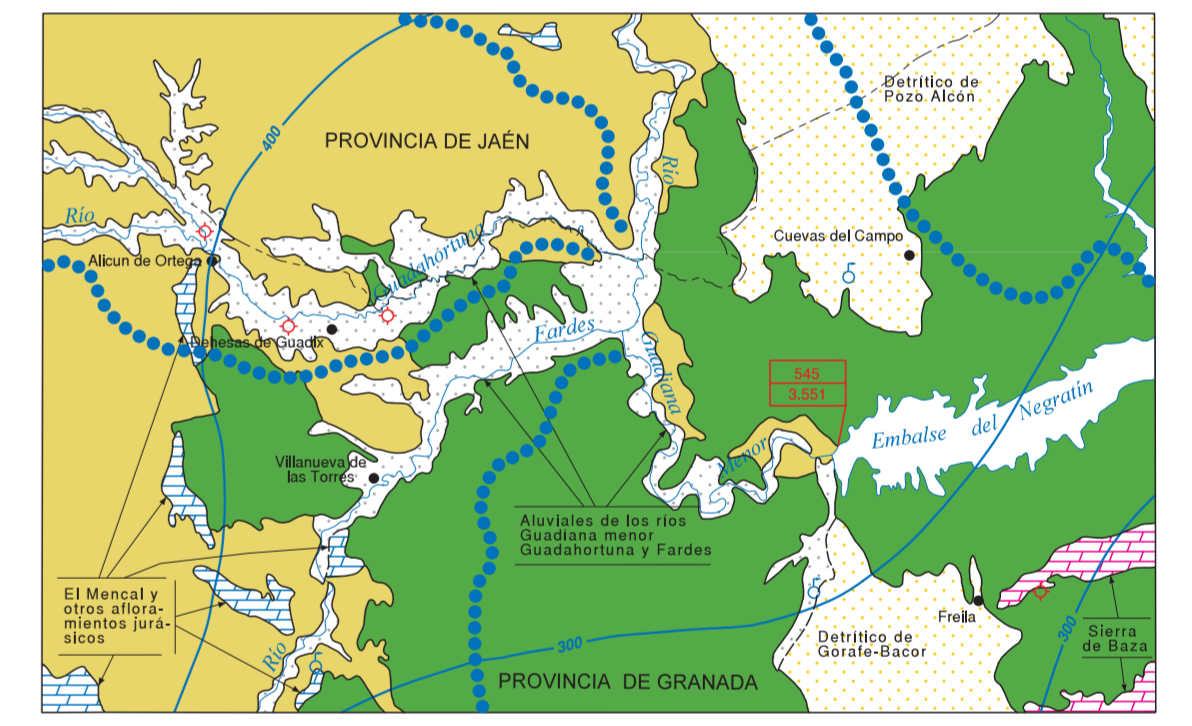 Detrítico de
Pozo Alcón
400
PROVINCIA DE JAÉN
Río
Río
Guadahortuna
Cuevas del Campo
Alicun de Ortega
Dehesas de Guadix
Fardes
Guadiana
545
3.551
Embalse del Negratín
Menor
Villanueva de
las Torres
Aluviales de los ríos
Guadíana menor
Guadahortuna y Fardes
El Mencal y
otros aflora-
mientos jurá-
sicos
Freila
300
Sierra
de Baza
Detrítico de
Gorafe-Bacor
300
Río
PROVINCIA DE GRANADA